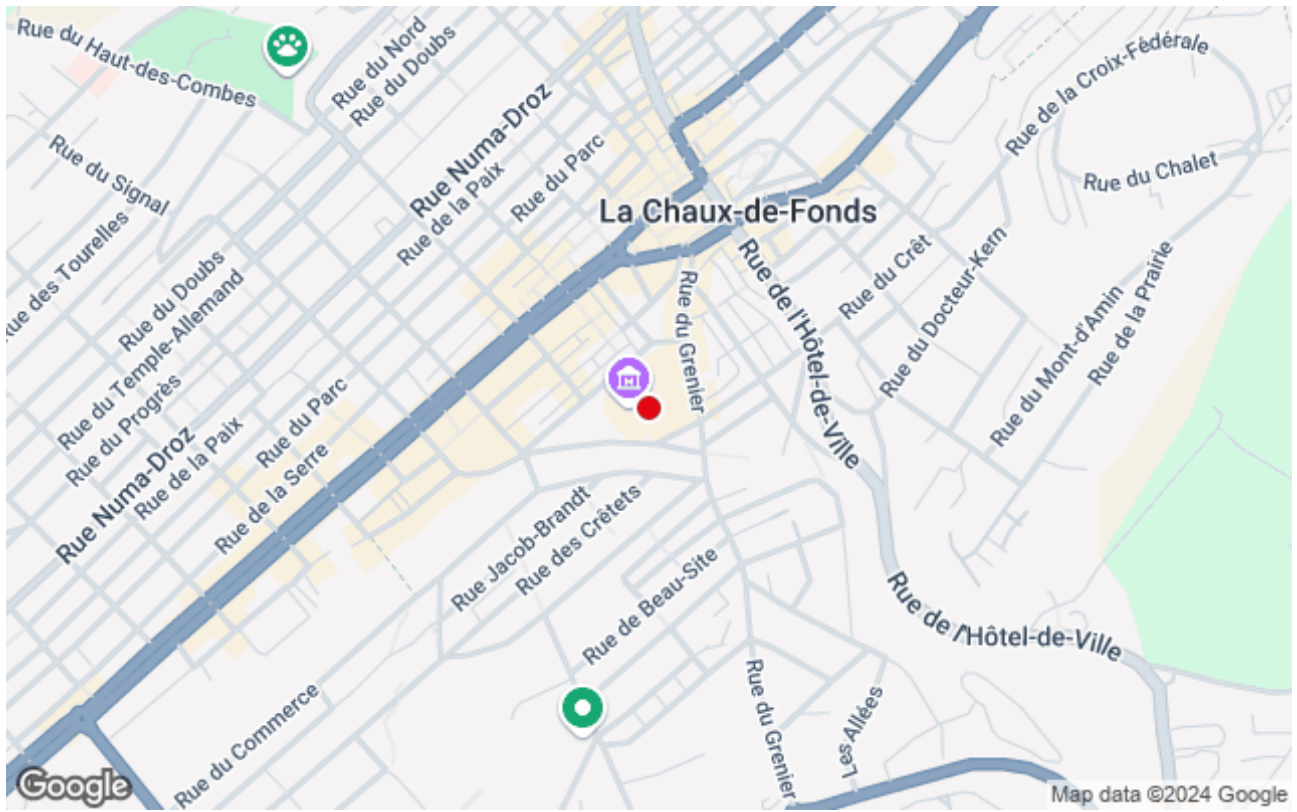 Rue du Haut-des-Combes
Rue du Nord
Rue du Doubs
Rue Numa-Droz
Rue de la Paix
Rue du Parc
Rue de la Croix-Fédérale
Rue du Chalet
Rue du Signal
La Chaux-de-Fonds
Rue des Tourelles
Rue du Doubs
Rue du Temple-Allemand
Rue du Progrès
Rue Numa-Droz
Rue de la Paix
Rue du Parc
Rue de la Serre
Rue du Grenier
Rue de l'Hôtel-de-Ville
Rue du Crêt
Rue du Docteur-Kern
Rue du Mont-d'Amin
Rue de la Prairie
Rue Jacob-Brandt
Rue des Crêtets
Rue de Beau-Site
Rue de l'Hôtel-de-Ville
Rue du Commerce
Rue du Grenier
Les Allées
M
Google
Map data ©2024 Google